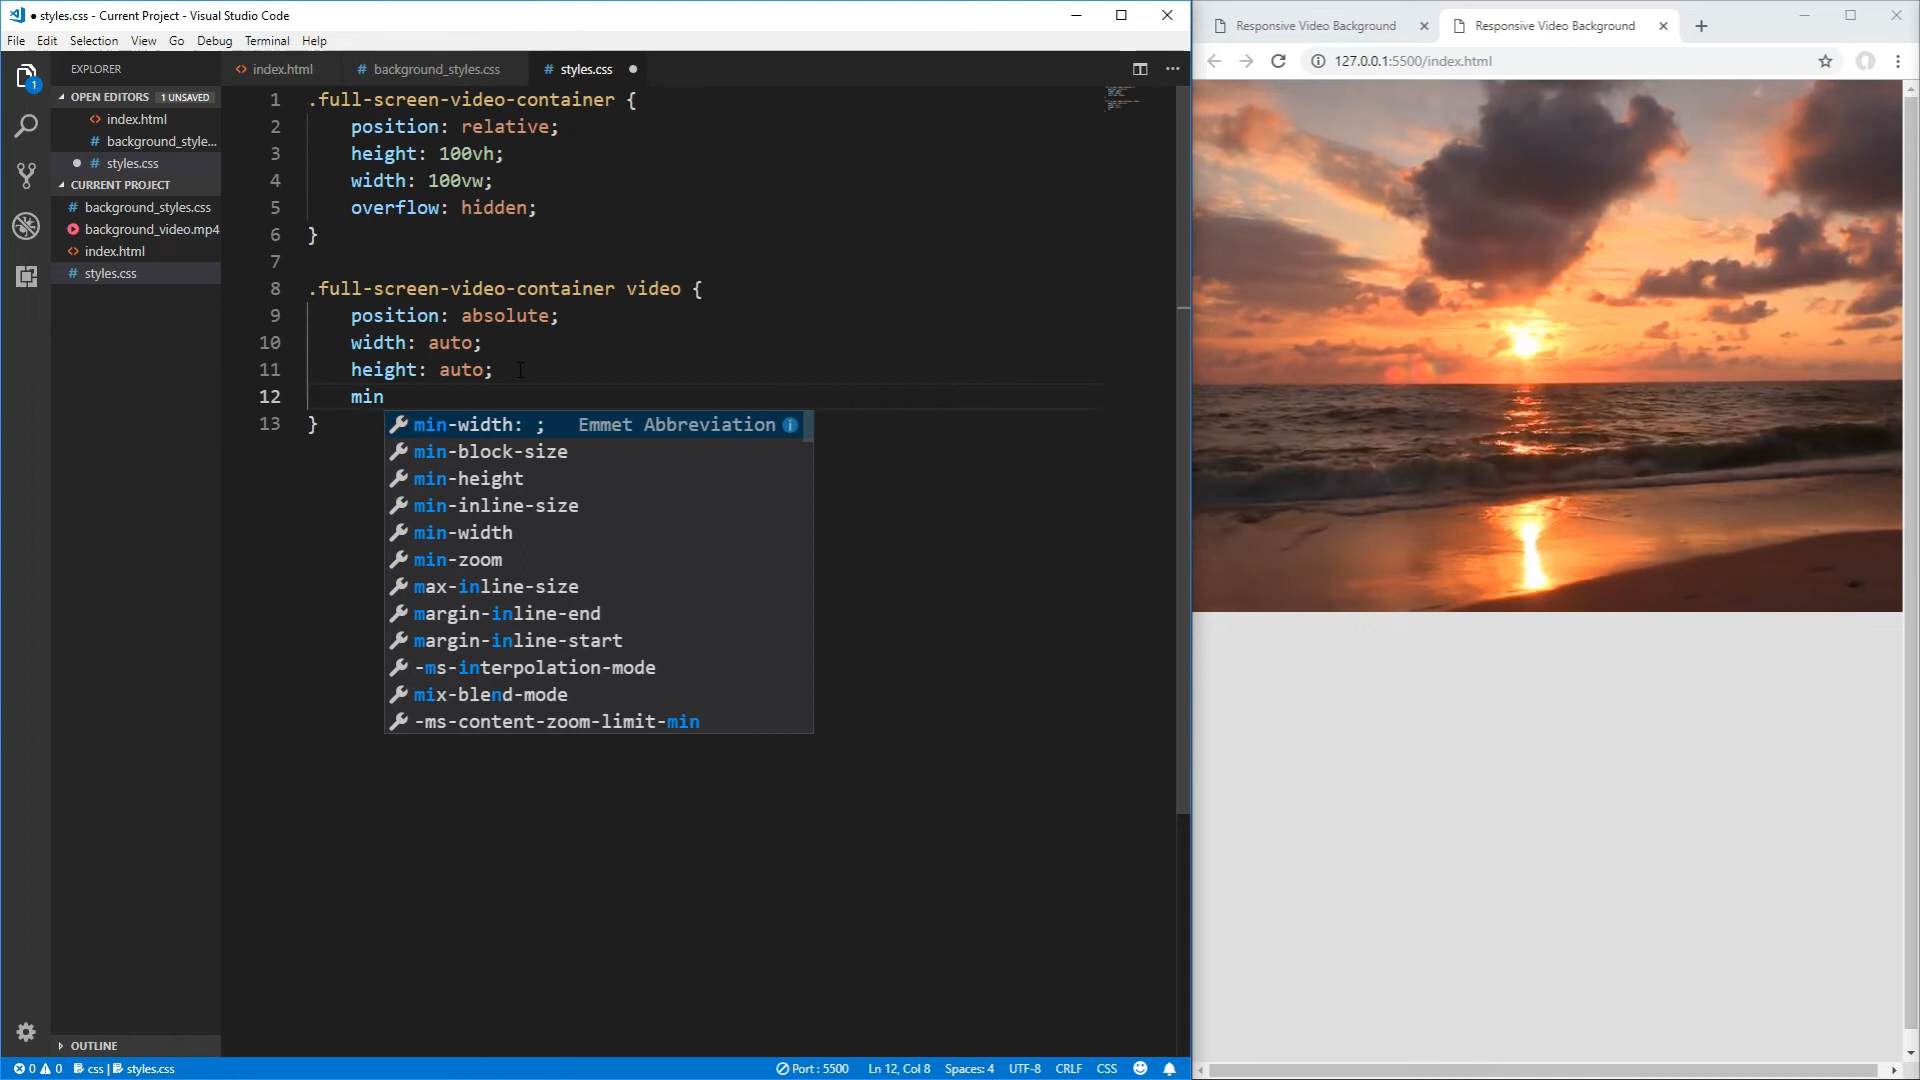 ● styles.css - Current Project - Visual Studio Code
File Edit Selection View Go Debug Terminal Help
1
EXPLORER
OPEN EDITORS 1 UNSAVED
<> index.html
# background_style...
● # styles.css
CURRENT PROJECT
# background_styles.css
background_video.mp4
<> index.html
# styles.css
OUTLINE
<> index.html # background_styles.css # styles.css ●
1 .full-screen-video-container {
2 position: relative;
3 height: 100vh;
4 width: 100vw;
5 overflow: hidden;
6 }
7
8 .full-screen-video-container video {
9 position: absolute;
10 width: auto;
11 height: auto;
12 min
13 }
min-width: ; Emmet Abbreviation
min-block-size
min-height
min-inline-size
min-width
min-zoom
max-inline-size
margin-inline-end
margin-inline-start
-ms-interpolation-mode
mix-blend-mode
-ms-content-zoom-limit-min
0 0 css | styles.css
Port : 5500 Ln 12, Col 8 Spaces: 4 UTF-8 CRLF CSS
Responsive Video Background Responsive Video Background
127.0.0.1:5500/index.html